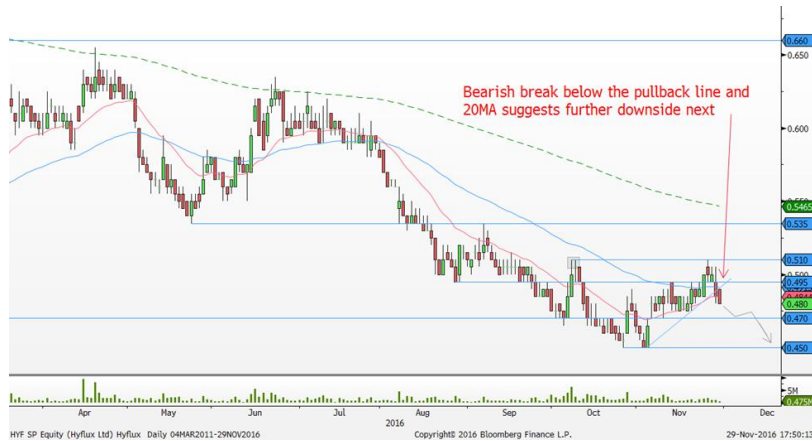 0.660
0.650
Bearish break below the pullback line and
20MA suggests further downside next
0.600
0.5465
0.535
0.510
0.500
0.495
0.480
0.470
0.450
5M
0.475M
Apr May Jun Jul Aug Sep Oct Nov Dec
2016
HYF SP Equity (Hyflux Ltd) Hyflux Daily 04MAR2011-29NOV2016 Copyright© 2016 Bloomberg Finance L.P. 29-Nov-2016 17:50:13